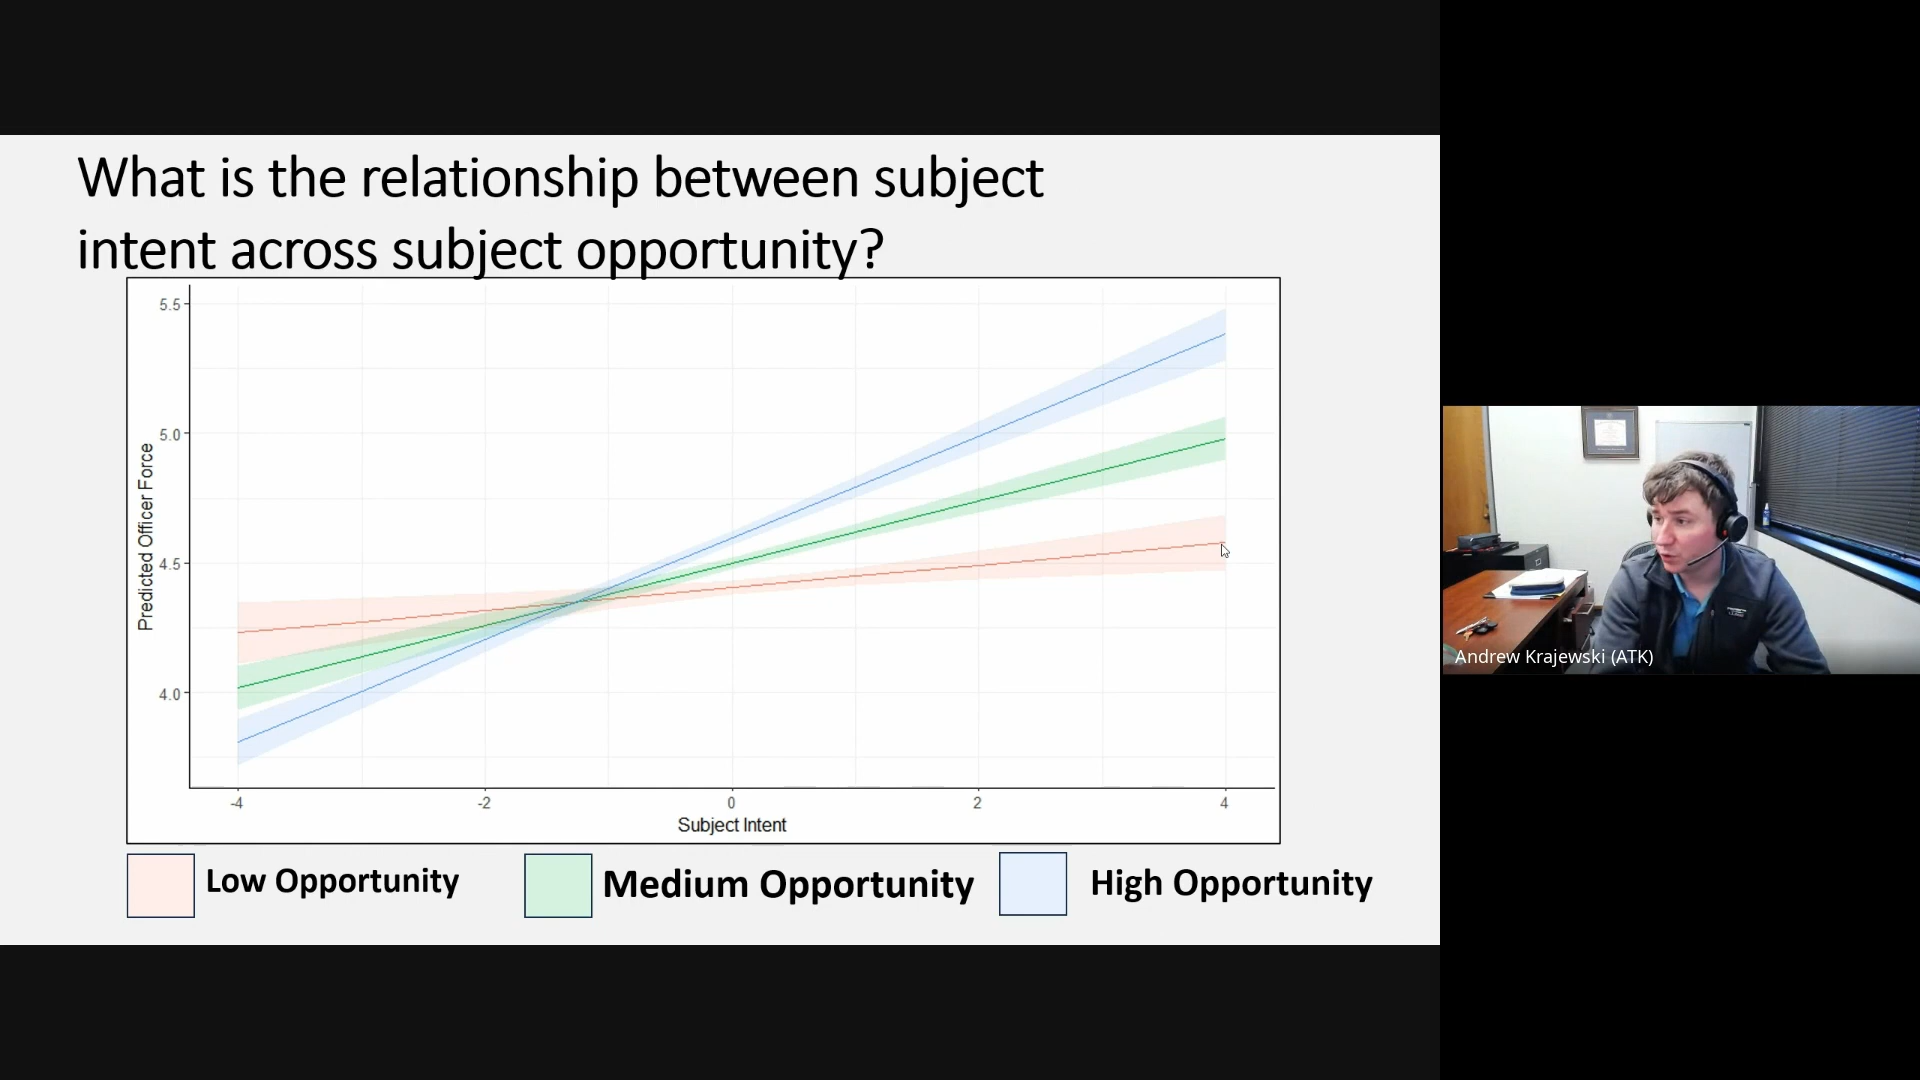 What is the relationship between subject
intent across subject opportunity?
5.5
5.0
4.5
4.0
Predicted Officer Force
-4
-2
0
2
4
Subject Intent
Low Opportunity
Medium Opportunity
High Opportunity
Andrew Krajewski (ATK)